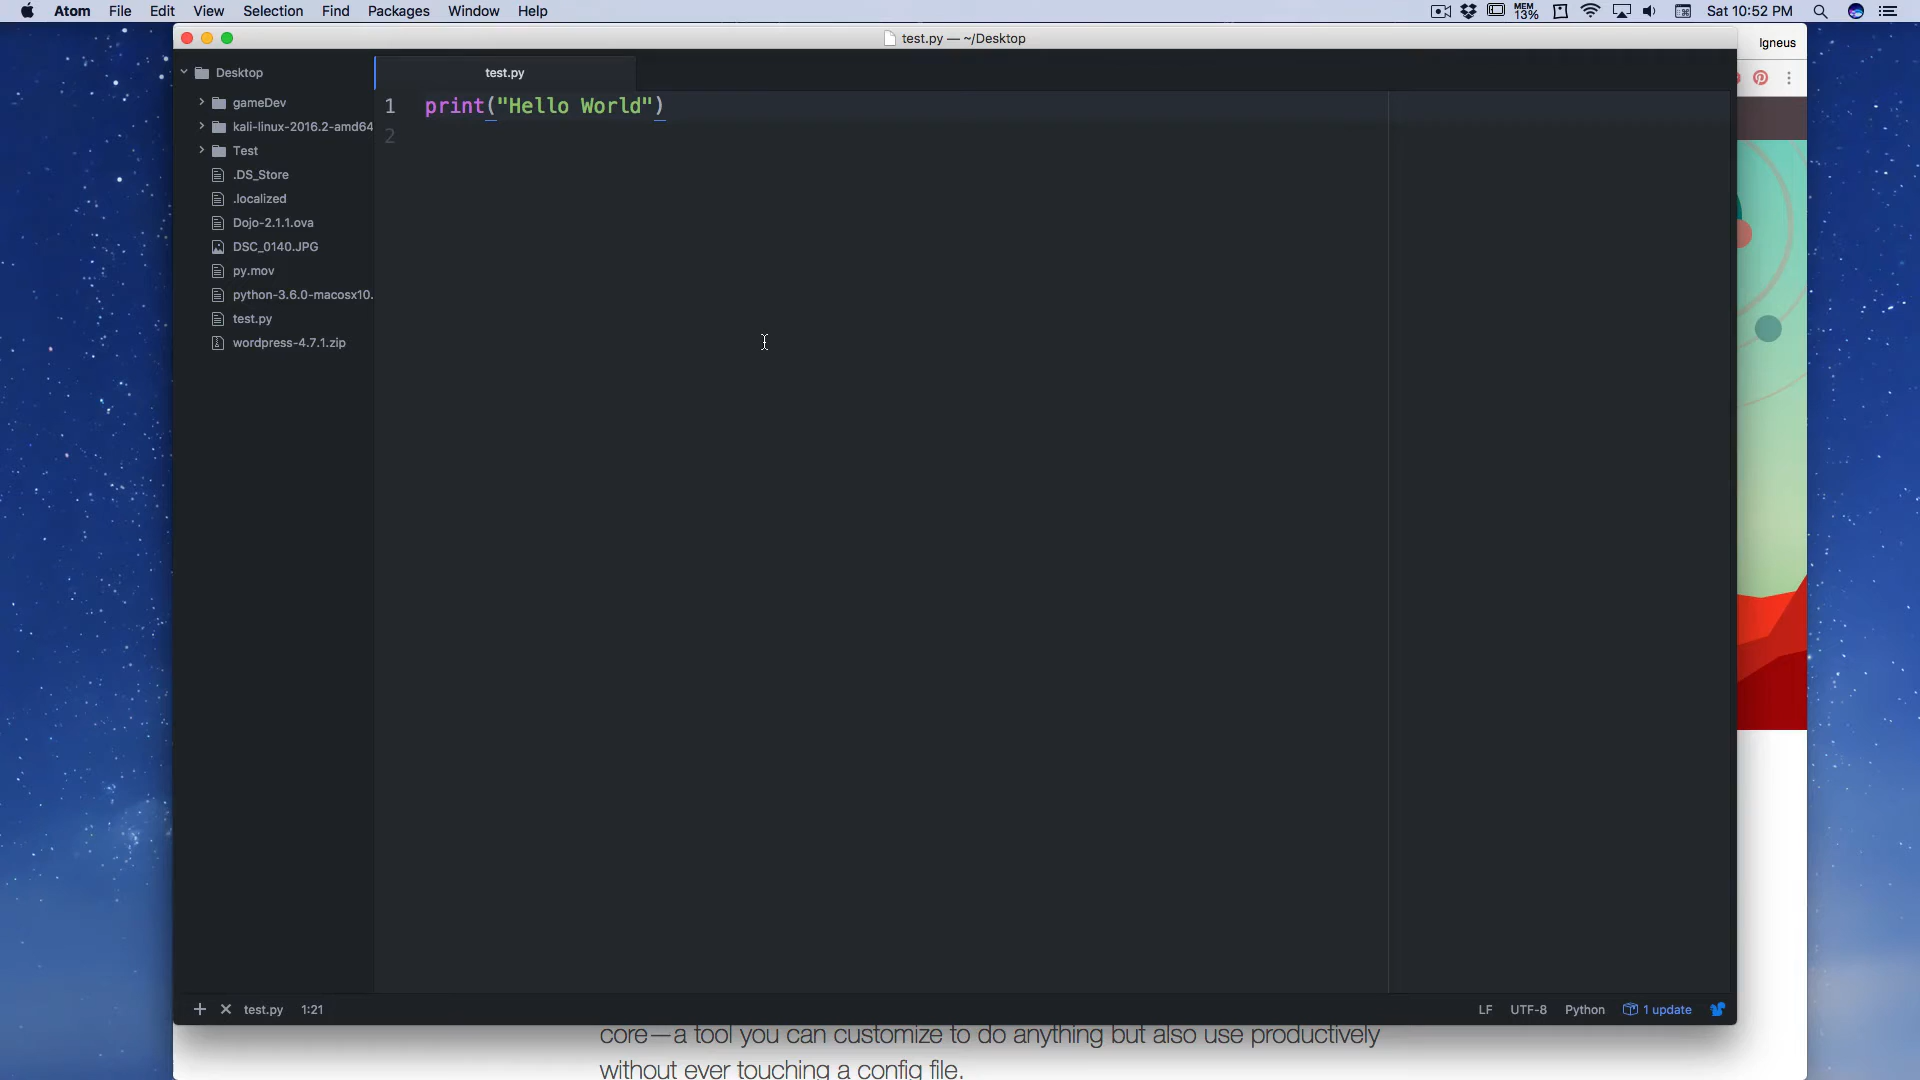 Atom File Edit View Selection Find Packages Window Help MEM 13% Sat 10:52 PM
test.py — ~/Desktop
Igneus
Desktop
test.py
gameDev
kali-linux-2016.2-amd64
Test
.DS_Store
.localized
Dojo-2.1.1.ova
DSC_0140.JPG
py.mov
python-3.6.0-macosx10.
test.py
wordpress-4.7.1.zip
1 print("Hello World")
2
test.py 1:21 LF UTF-8 Python 1 update
core—a tool you can customize to do anything but also use productively
without ever touching a config file.